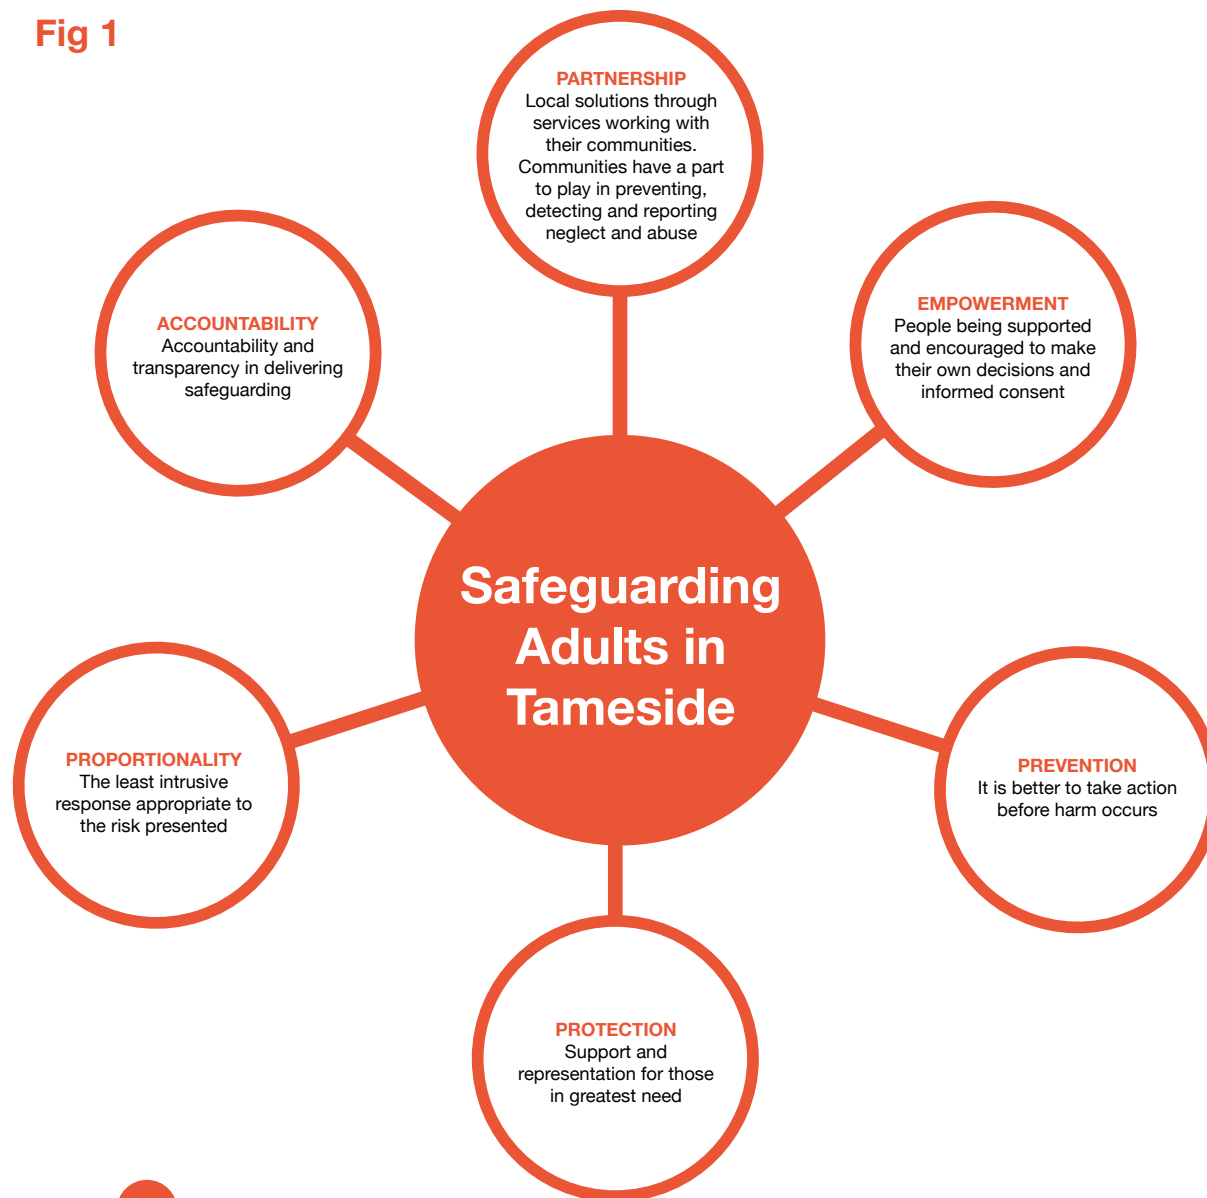 Fig 1
PARTNERSHIP
Local solutions through
services working with
their communities.
Communities have a part
to play in preventing,
detecting and reporting
neglect and abuse
EMPOWERMENT
People being supported
and encouraged to make
their own decisions and
informed consent
ACCOUNTABILITY
Accountability and
transparency in delivering
safeguarding
Safeguarding
Adults in
Tameside
PROPORTIONALITY
The least intrusive
response appropriate to
the risk presented
PREVENTION
It is better to take action
before harm occurs
PROTECTION
Support and
representation for those
in greatest need